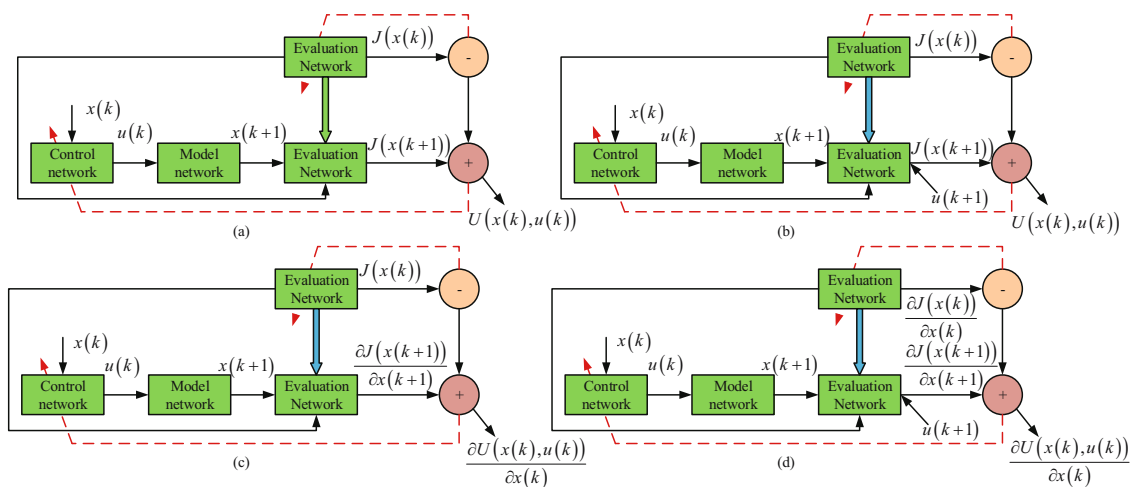 J(x(k))
Evaluation
Network
-
x(k)
u(k)
x(k+1)
J(x(k+1))
Control
network
Model
network
Evaluation
Network
+
U(x(k),u(k))
(a)
J(x(k))
Evaluation
Network
-
x(k)
u(k)
x(k+1)
J(x(k+1))
Control
network
Model
network
Evaluation
Network
+
u(k+1)
U(x(k),u(k))
(b)
J(x(k))
Evaluation
Network
-
x(k)
u(k)
x(k+1)
∂J(x(k+1))
∂x(k+1)
Control
network
Model
network
Evaluation
Network
+
∂U(x(k),u(k))
∂x(k)
(c)
Evaluation
Network
-
∂J(x(k))
∂x(k)
x(k)
u(k)
x(k+1)
∂J(x(k+1))
∂x(k+1)
Control
network
Model
network
Evaluation
Network
+
u(k+1)
∂U(x(k),u(k))
∂x(k)
(d)